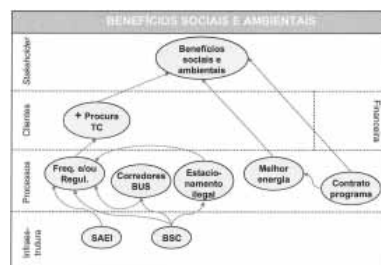 BENEFÍCIOS SOCIAIS E AMBIENTAIS
Stakeholder
Benefícios
sociais e
ambientais
Clientes
+ Procura
TC
Financeira
Processos
Freq. e/ou
Regul.
Corredores
BUS
Estacio-
namento
ilegal
Melhor
energia
Contrato
programa
Infraes-
trutura
SAEI
BSC